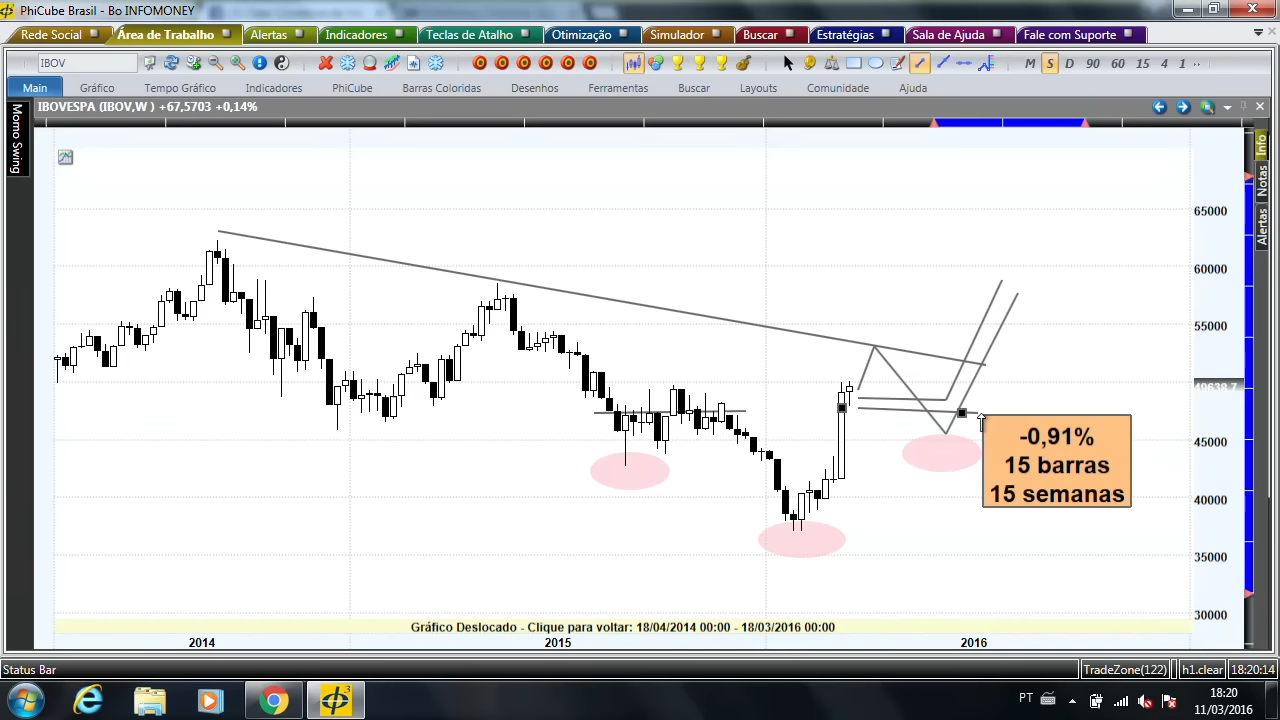 PhiCube Brasil - Bo INFOMONEY
Rede Social
Área de Trabalho
Alertas
Indicadores
Teclas de Atalho
Otimização
Simulador
Buscar
Estratégias
Sala de Ajuda
Fale com Suporte
IBOV
M S D 90 60 15 4 1
Main
Gráfico
Tempo Gráfico
Indicadores
PhiCube
Barras Coloridas
Desenhos
Ferramentas
Buscar
Layouts
Comunidade
Ajuda
Momo Swing
IBOVESPA (IBOV,W ) +67,5703 +0,14%
Info
Notas
Alertas
65000
60000
55000
49638,7
45000
40000
35000
30000
-0,91%
15 barras
15 semanas
Gráfico Deslocado - Clique para voltar: 18/04/2014 00:00 - 18/03/2016 00:00
2014
2015
2016
Status Bar
TradeZone(122)
h1.clear
18:20:14
PT
18:20
11/03/2016